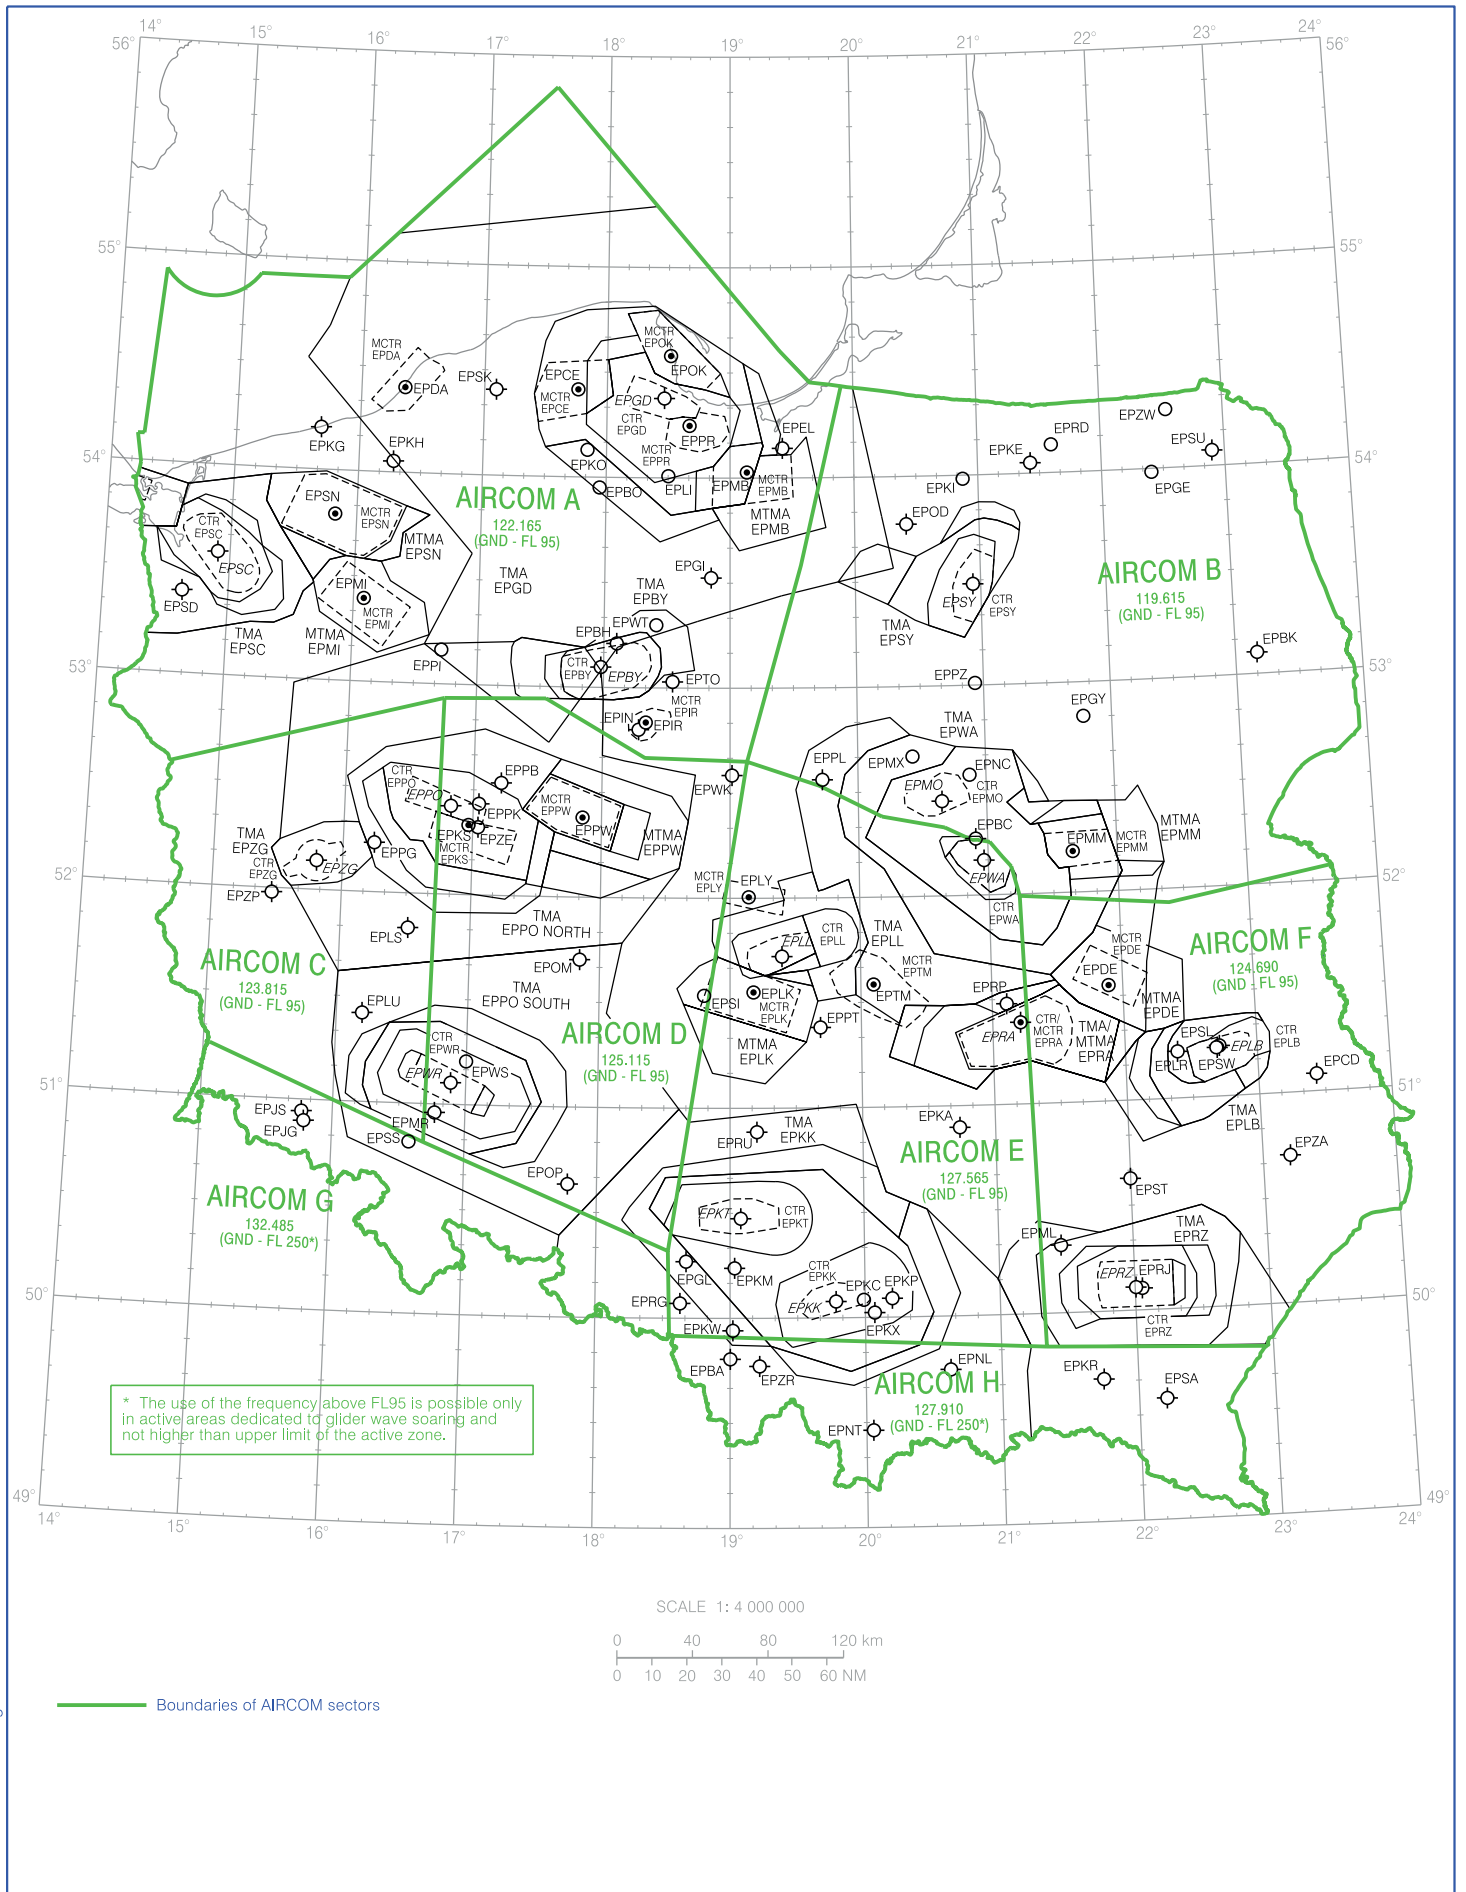 14°
15°
16°
17°
18°
19°
20°
21°
22°
23°
24°
56°
56°
55°
55°
MCTR
EPOK
EPOK
MCTR
EPDA
EPDA
EPSK
EPCE
MCTR
EPCE
EPGD
CTR
EPGD
EPPR
MCTR
EPPR
EPZW
EPRD
EPSU
EPKE
EPGE
EPKI
EPKG
EPKH
EPEL
EPKO
EPBO
EPLI
EPMB
MCTR
EPMB
MTMA
EPMB
54°
54°
AIRCOM A
122.165
(GND - FL 95)
EPSN
MCTR
EPSN
MTMA
EPSN
CTR
EPSC
EPSC
EPSD
TMA
EPSC
EPMI
MCTR
EPMI
MTMA
EPMI
TMA
EPGD
EPGI
TMA
EPBY
EPOD
AIRCOM B
119.615
(GND - FL 95)
EPSY
CTR
EPSY
TMA
EPSY
EPWT
EPBH
CTR
EPBY
EPBY
EPTO
EPPI
EPBK
53°
53°
EPPZ
EPGY
MCTR
EPIR
EPIN
EPIR
TMA
EPWA
EPMX
EPNC
EPPL
EPWK
EPMO
CTR
EPMO
EPBC
EPWA
CTR
EPWA
EPMM
MCTR
EPMM
MTMA
EPMM
CTR
EPPO
EPPO
EPPB
EPPK
EPKS
EPZE
MCTR
EPKS
MCTR
EPPW
EPPW
MTMA
EPPW
TMA
EPZG
CTR
EPZG
EPZG
EPPG
EPZP
52°
52°
EPLS
TMA
EPPO NORTH
MCTR
EPLY
EPLY
EPLL
CTR
EPLL
TMA
EPLL
AIRCOM C
123.815
(GND - FL 95)
EPOM
TMA
EPPO SOUTH
EPLU
AIRCOM D
125.115
(GND - FL 95)
EPSI
EPLK
MCTR
EPLK
MTMA
EPLK
EPPT
MCTR
EPTM
EPTM
EPRP
EPRA
CTR/
MCTR
EPRA
TMA/
MTMA
EPRA
MCTR
EPDE
EPDE
MTMA
EPDE
AIRCOM F
124.690
(GND - FL 95)
EPSL
EPLR
EPSW
EPLB
CTR
EPLB
TMA
EPLB
EPCD
CTR
EPWR
EPWR
EPWS
EPMR
EPSS
51°
51°
EPJS
EPJG
EPOP
EPRU
TMA
EPKK
EPKA
AIRCOM E
127.565
(GND - FL 95)
EPZA
EPST
AIRCOM G
132.485
(GND - FL 250*)
EPKT
CTR
EPKT
EPGL
EPKM
EPRG
EPKW
CTR
EPKK
EPKK
EPKC
EPKP
EPKX
EPML
TMA
EPRZ
EPRZ
EPRJ
CTR
EPRZ
50°
50°
EPBA
EPZR
EPNL
EPKR
EPSA
AIRCOM H
127.910
(GND - FL 250*)
EPNT
* The use of the frequency above FL95 is possible only
in active areas dedicated to glider wave soaring and
not higher than upper limit of the active zone.
49°
49°
14°
15°
16°
17°
18°
19°
20°
21°
22°
23°
24°
SCALE 1: 4 000 000
0 40 80 120 km
0 10 20 30 40 50 60 NM
Boundaries of AIRCOM sectors